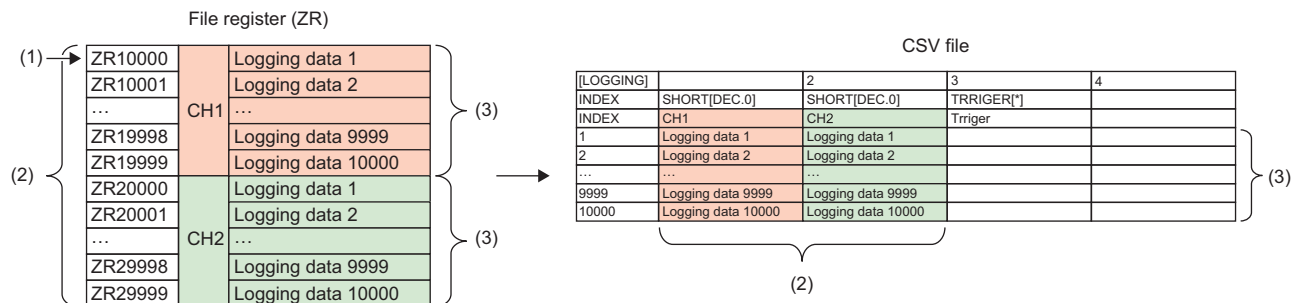 File register (ZR)
(1)
(2)
ZR10000 Logging data 1
ZR10001 Logging data 2
… CH1 …
ZR19998 Logging data 9999
ZR19999 Logging data 10000
ZR20000 Logging data 1
ZR20001 Logging data 2
… CH2 …
ZR29998 Logging data 9999
ZR29999 Logging data 10000
(3)
(3)
CSV file
[LOGGING] 2 3 4
INDEX SHORT[DEC.0] SHORT[DEC.0] TRRIGER[*]
INDEX CH1 CH2 Trriger
1 Logging data 1 Logging data 1
2 Logging data 2 Logging data 2
… … …
9999 Logging data 9999 Logging data 9999
10000 Logging data 10000 Logging data 10000
(3)
(2)